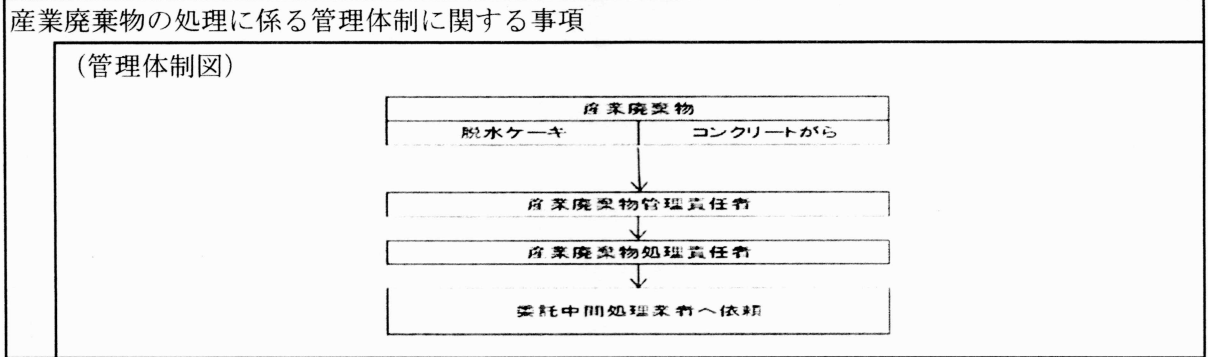 産業廃棄物の処理に係る管理体制に関する事項
（管理体制図）
産業廃棄物
脱水ケーキ
コンクリートがら
産業廃棄物管理責任者
産業廃棄物処理責任者
委託中間処理業者へ依頼